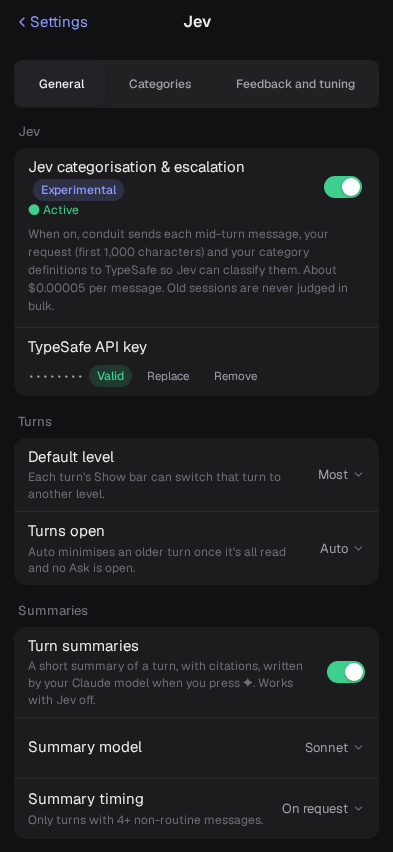 Settings
Jev
General Categories Feedback and tuning
Jev
Jev categorisation & escalation
Experimental
Active
When on, conduit sends each mid-turn message, your
request (first 1,000 characters) and your category
definitions to TypeSafe so Jev can classify them. About
$0.00005 per message. Old sessions are never judged in
bulk.
TypeSafe API key
•••••••• Valid Replace Remove
Turns
Default level
Each turn's Show bar can switch that turn to
another level.
Most
Turns open
Auto minimises an older turn once it's all read
and no Ask is open.
Auto
Summaries
Turn summaries
A short summary of a turn, with citations, written
by your Claude model when you press ✦. Works
with Jev off.
Summary model
Sonnet
Summary timing
Only turns with 4+ non-routine messages.
On request